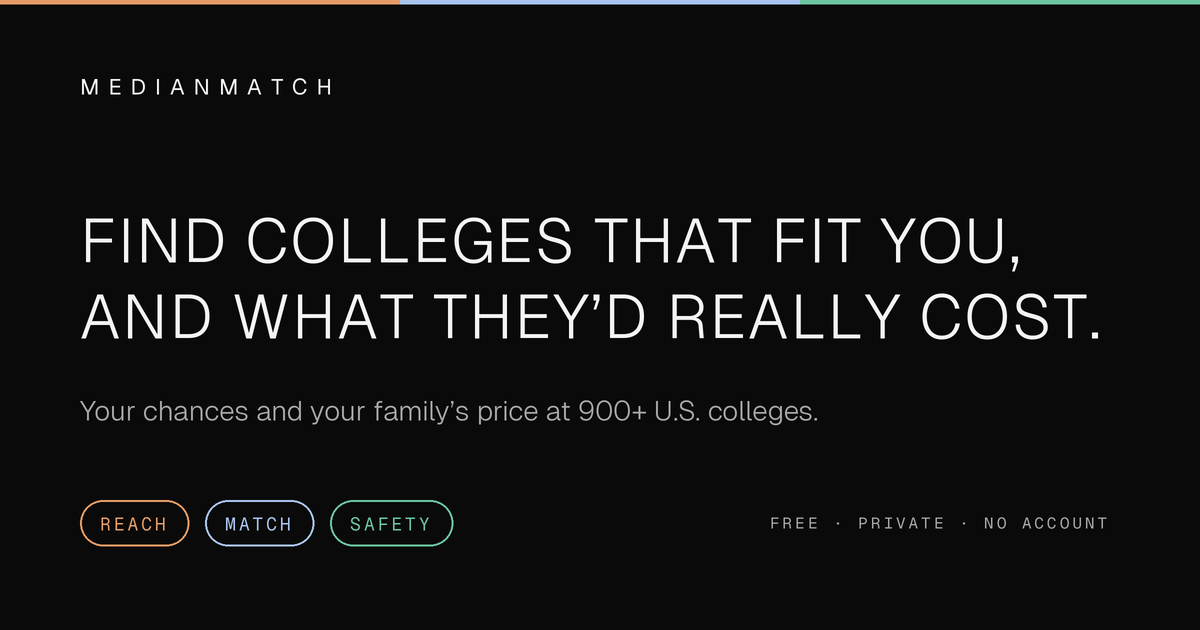 MEDIANMATCH
FIND COLLEGES THAT FIT YOU,
AND WHAT THEY’D REALLY COST.
Your chances and your family’s price at 900+ U.S. colleges.
REACH MATCH SAFETY FREE · PRIVATE · NO ACCOUNT